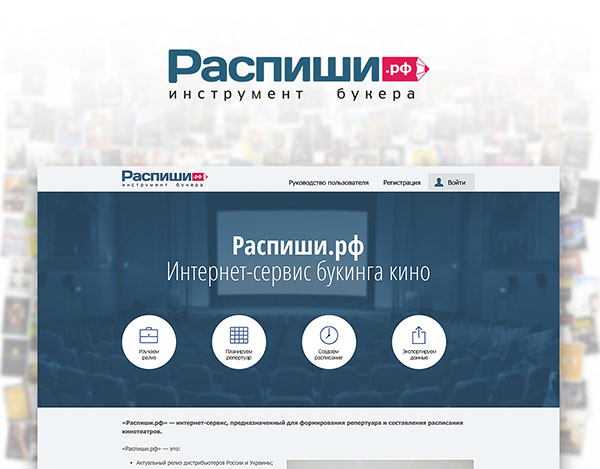 Распиши.рф
инструмент букера
Распиши.рф
инструмент букера
Руководство пользователя Регистрация Войти
Распиши.рф
Интернет-сервис букинга кино
Изучаем релиз
Планируем репертуар
Создаём расписание
Экспортируем данные
«Распиши.рф» — интернет-сервис, предназначенный для формирования репертуара и составления расписания
кинотеатров.
«Распиши.рф» — это:
• Актуальный релиз дистрибьютеров России и Украины;